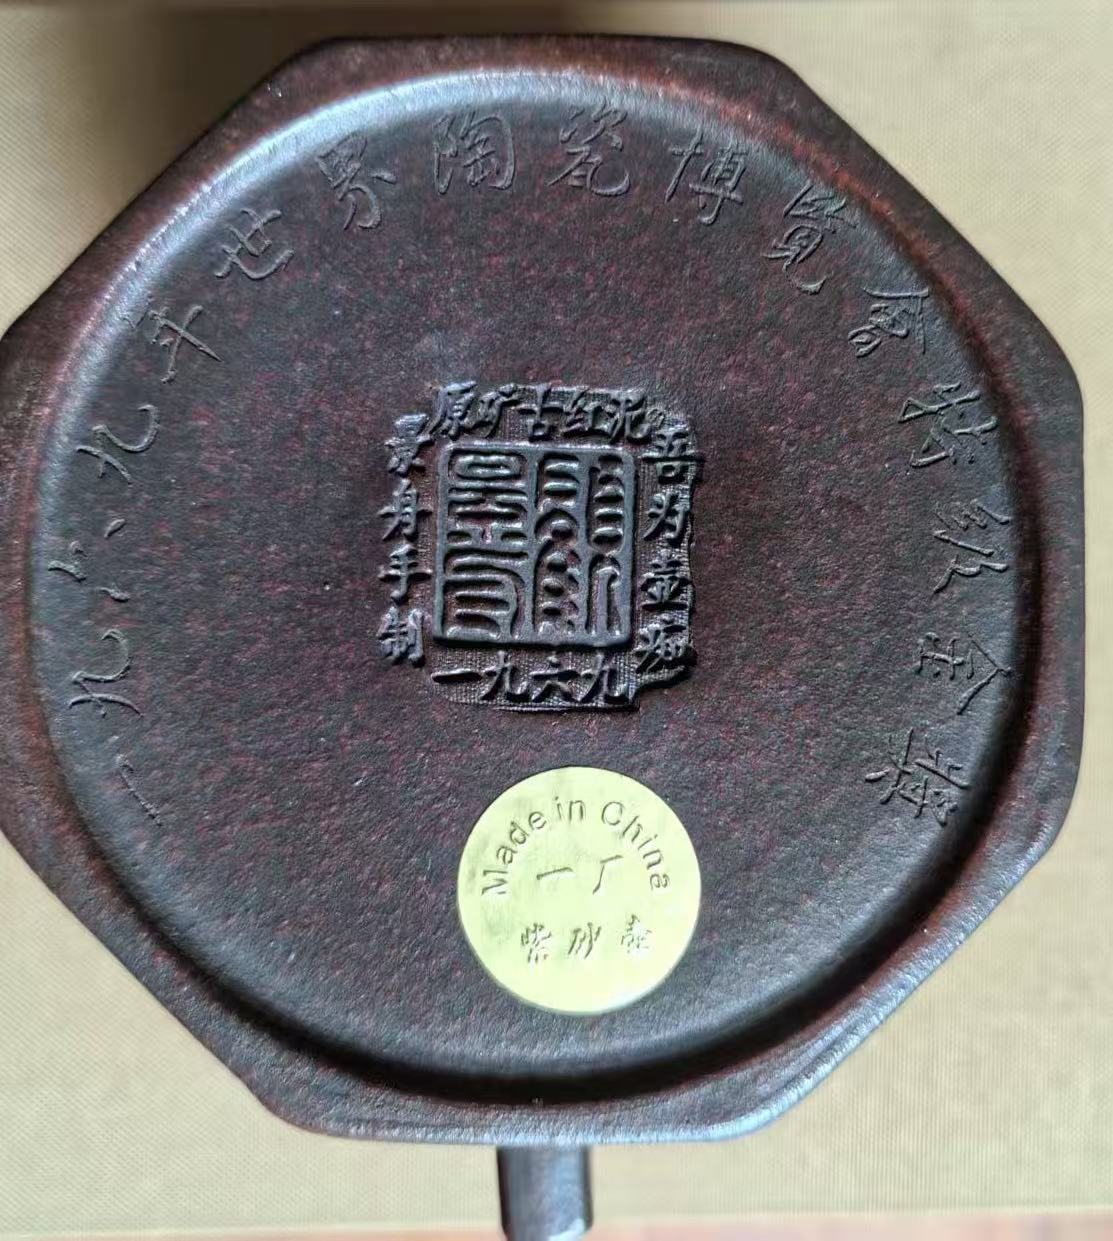 一九六九年世界陶瓷博覽會特级金奖
原矿古红泥
景舟手制
吾为壶痴
一九六九
Made in China
一厂
紫砂壶